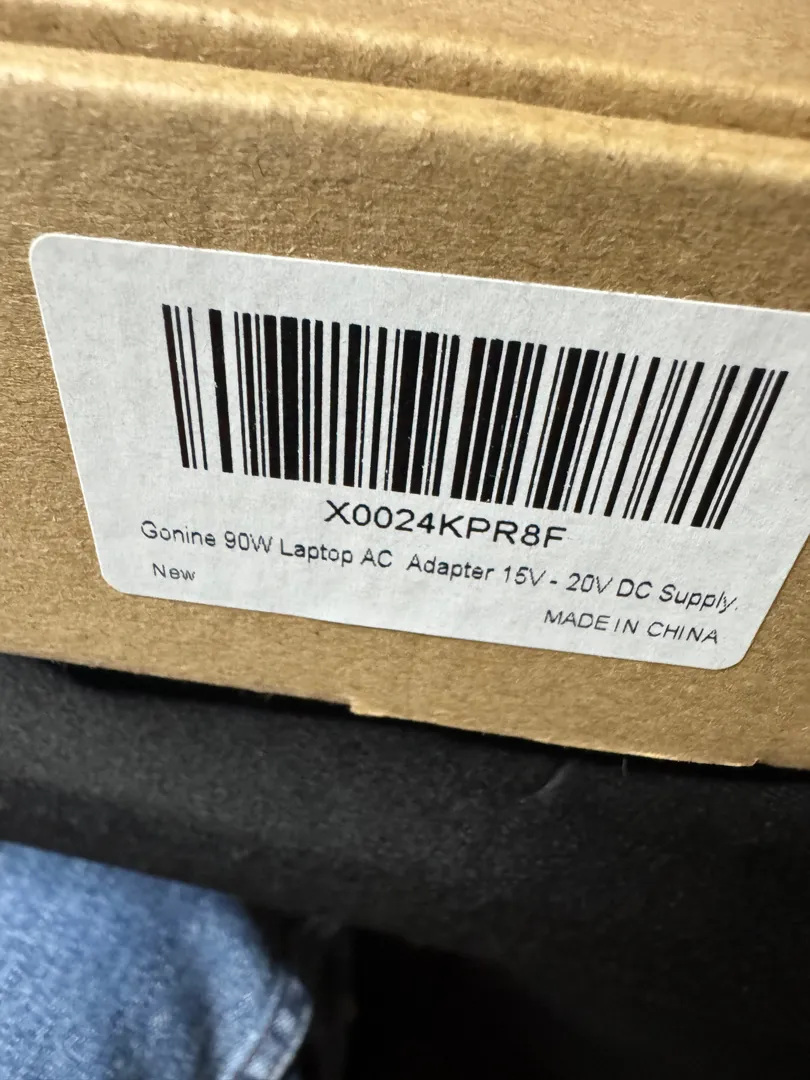 X0024KPR8F
Gonine 90W Laptop AC Adapter 15V - 20V DC Supply.
New
MADE IN CHINA